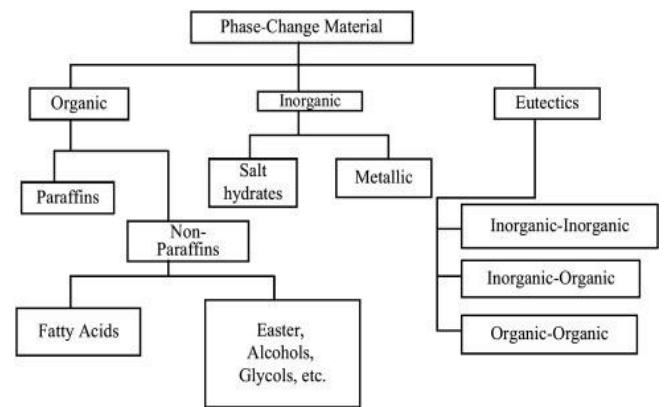 Phase-Change Material
Organic
Inorganic
Eutectics
Paraffins
Salt
hydrates
Metallic
Non-
Paraffins
Inorganic-Inorganic
Inorganic-Organic
Organic-Organic
Fatty Acids
Easter,
Alcohols,
Glycols, etc.